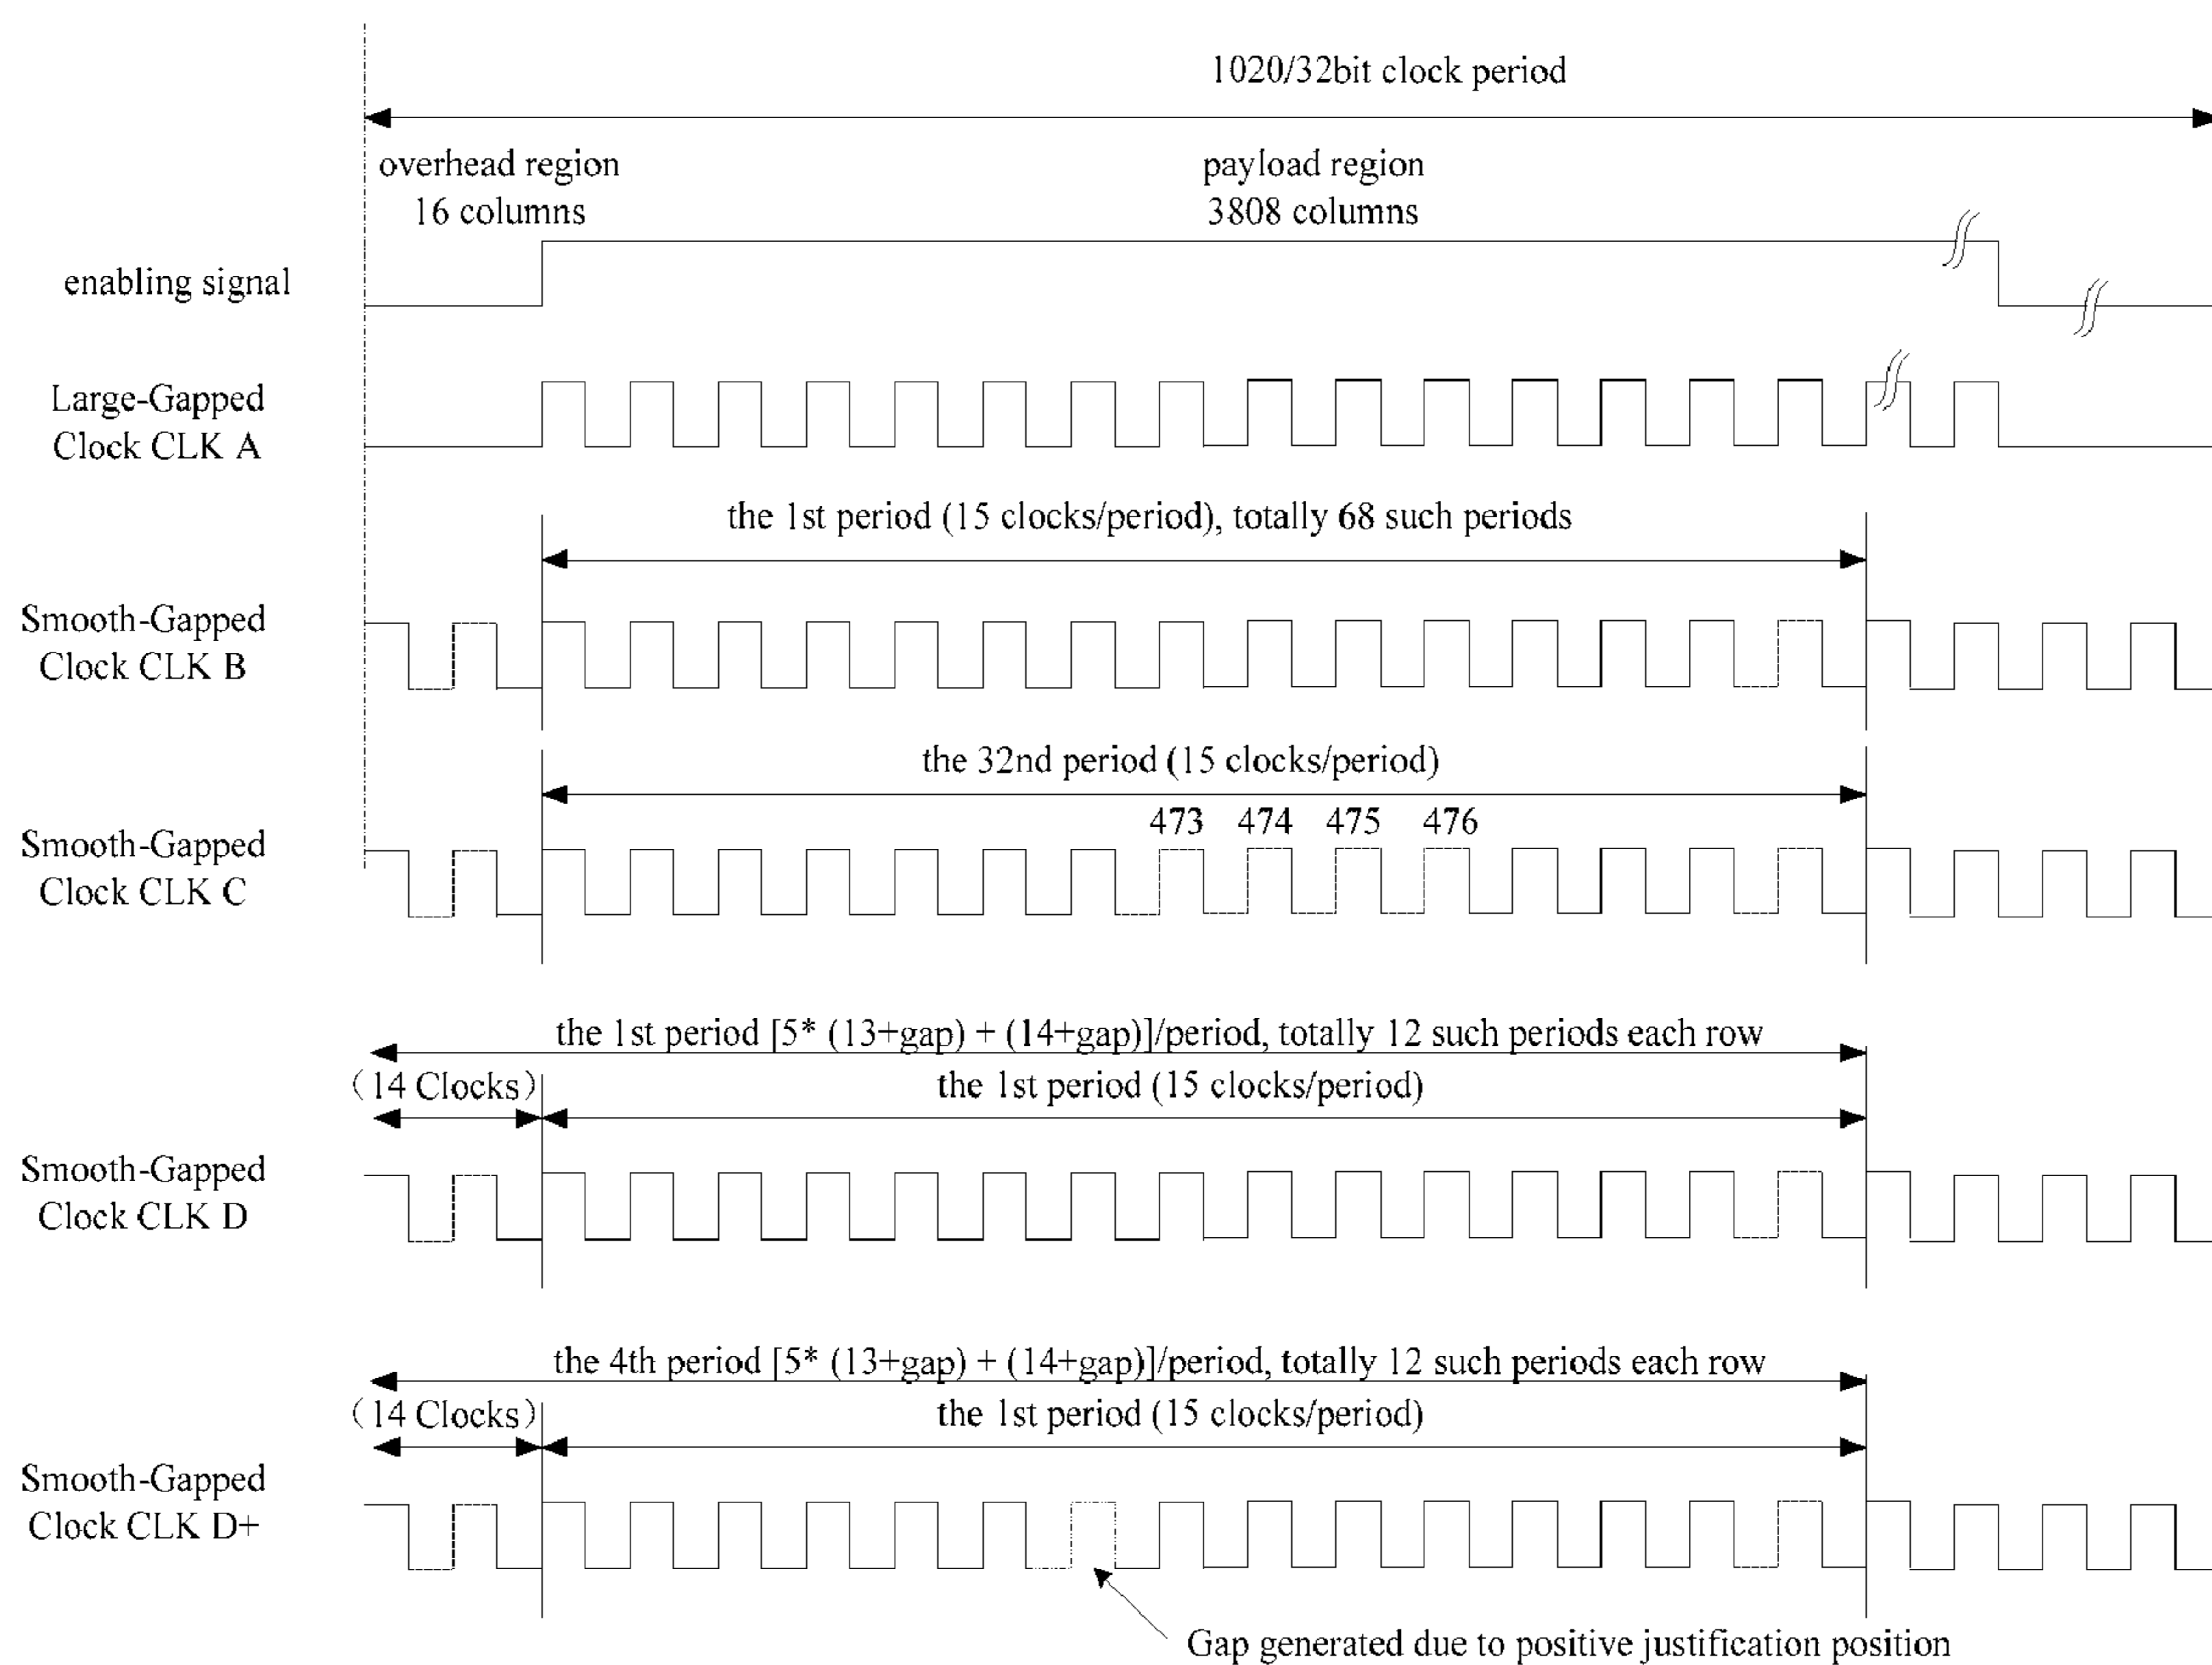 1020/32bit clock period
overhead region
16 columns
payload region
3808 columns
enabling signal
Large-Gapped
Clock CLK A
the 1st period (15 clocks/period), totally 68 such periods
Smooth-Gapped
Clock CLK B
the 32nd period (15 clocks/period)
473 474 475 476
Smooth-Gapped
Clock CLK C
the 1st period [5* (13+gap) + (14+gap)]/period, totally 12 such periods each row
(14 Clocks)
the 1st period (15 clocks/period)
Smooth-Gapped
Clock CLK D
the 4th period [5* (13+gap) + (14+gap)]/period, totally 12 such periods each row
(14 Clocks)
the 1st period (15 clocks/period)
Smooth-Gapped
Clock CLK D+
Gap generated due to positive justification position